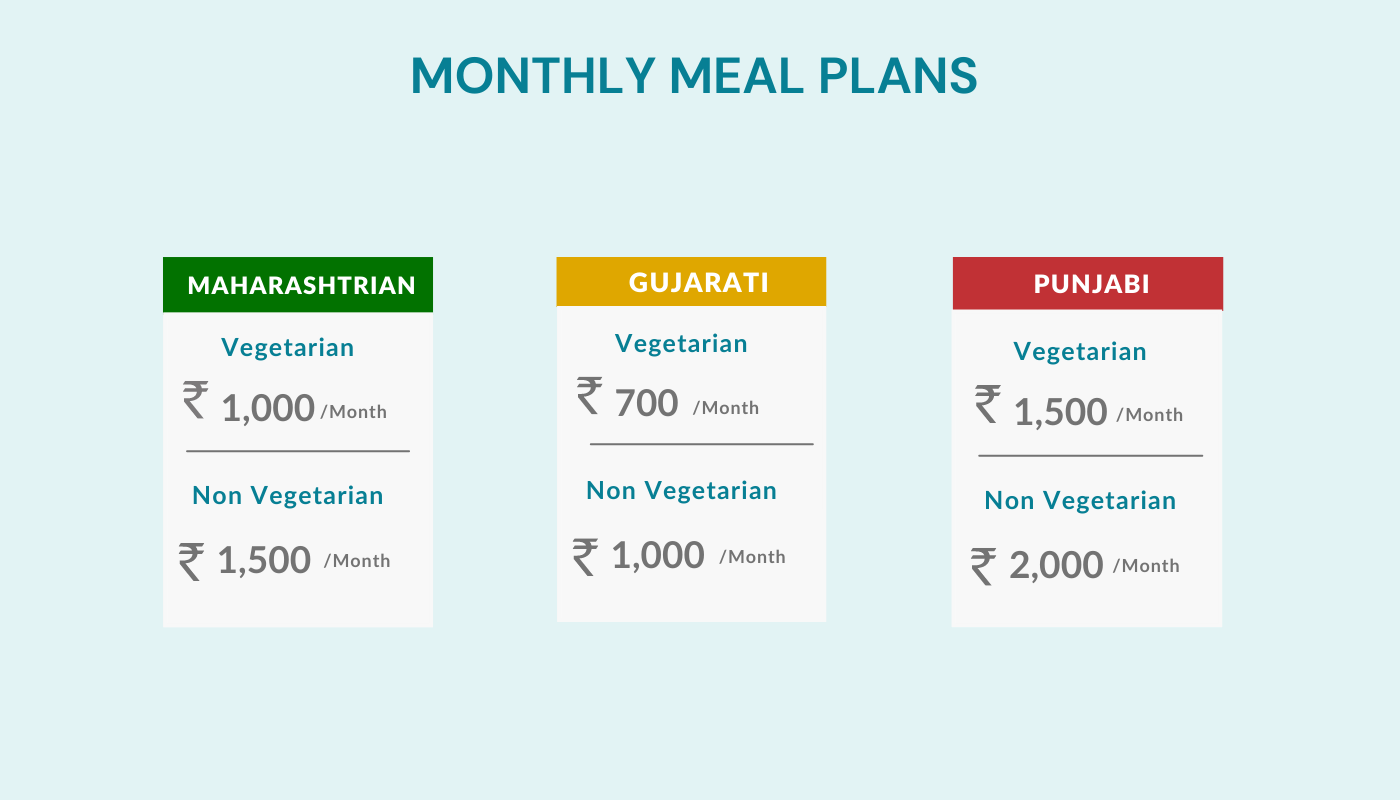 MONTHLY MEAL PLANS
MAHARASHTRIAN
Vegetarian
₹ 1,000 /Month
Non Vegetarian
₹ 1,500 /Month
GUJARATI
Vegetarian
₹ 700 /Month
Non Vegetarian
₹ 1,000 /Month
PUNJABI
Vegetarian
₹ 1,500 /Month
Non Vegetarian
₹ 2,000 /Month